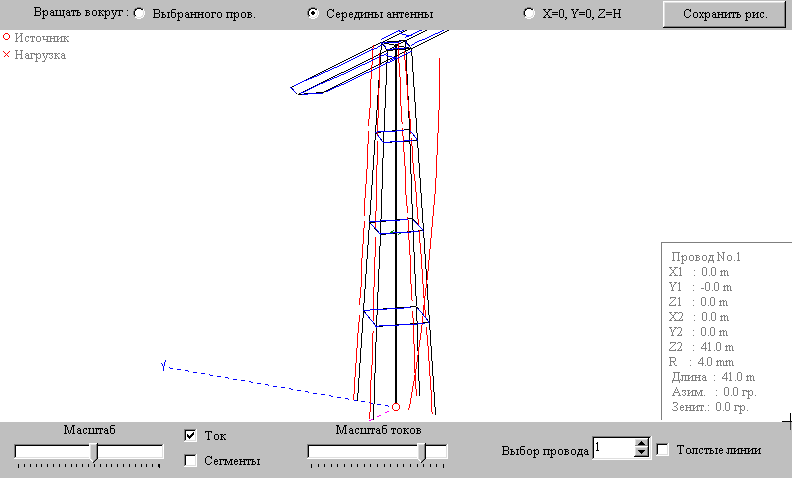 Вращать вокруг : Выбранного пров. Середины антенны X=0, Y=0, Z=H Сохранить рис.
Источник
Нагрузка
Провод No.1
X1 : 0.0 m
Y1 : -0.0 m
Z1 : 0.0 m
X2 : 0.0 m
Y2 : 0.0 m
Z2 : 41.0 m
R : 4.0 mm
Длина : 41.0 m
Азим. : 0.0 гр.
Зенит.: 0.0 гр.
Y
Масштаб Ток Масштаб токов
Сегменты Выбор провода 1 Толстые линии